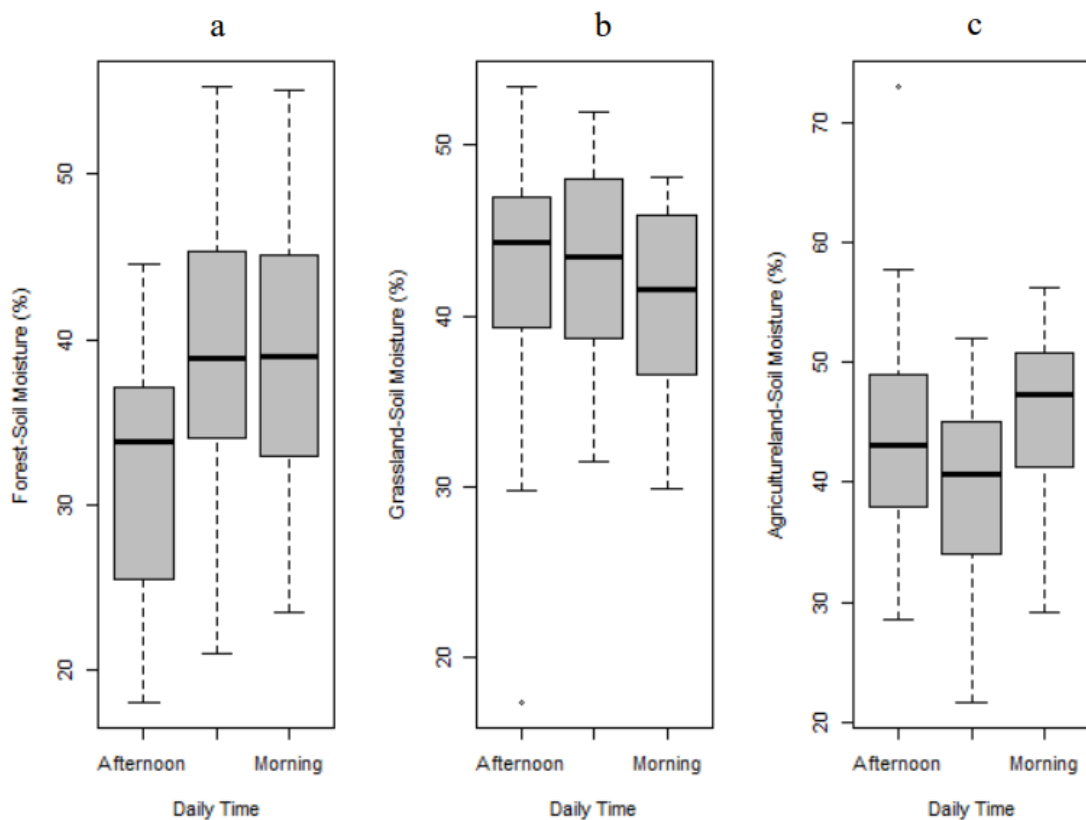 a
b
c
Forest-Soil Moisture (%)
50
40
30
20
Afternoon
Morning
Daily Time
Grassland-Soil Moisture (%)
50
40
30
20
Afternoon
Morning
Daily Time
Agricultureland-Soil Moisture (%)
70
60
50
40
30
20
Afternoon
Morning
Daily Time